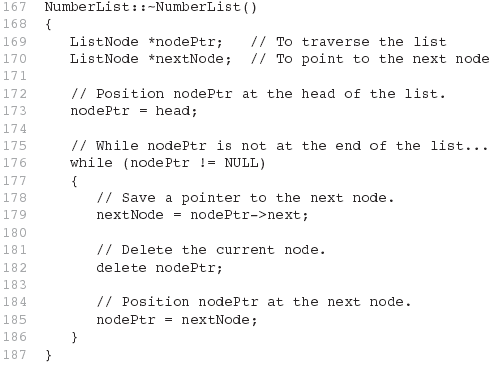 167 NumberList::~NumberList()
168 {
169    ListNode *nodePtr;   // To traverse the list
170    ListNode *nextNode;  // To point to the next node
171
172    // Position nodePtr at the head of the list.
173    nodePtr = head;
174
175    // While nodePtr is not at the end of the list...
176    while (nodePtr != NULL)
177    {
178       // Save a pointer to the next node.
179       nextNode = nodePtr->next;
180
181       // Delete the current node.
182       delete nodePtr;
183
184       // Position nodePtr at the next node.
185       nodePtr = nextNode;
186    }
187 }